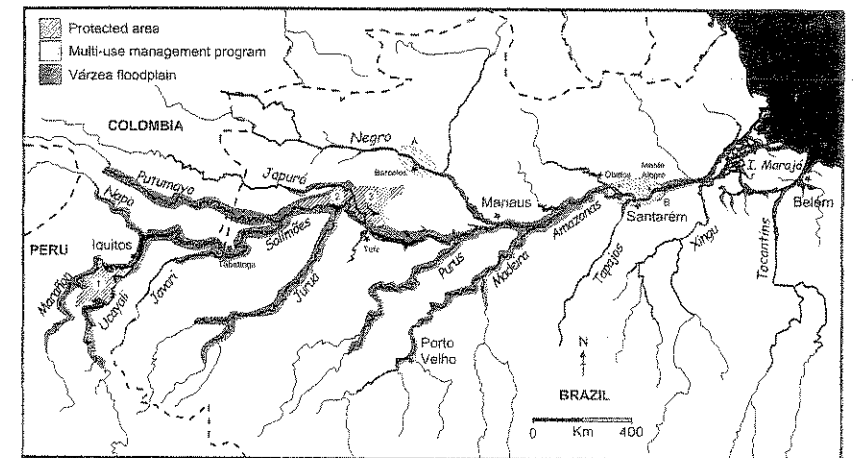 Protected area
Multi-use management program
Várzea floodplain
COLOMBIA
Negro
A
Barcelos
Japurá
Putumayo
Napo
PERU
Iquitos
Solimões
Tabatinga
Tefé
Manaus
Amazonas
Óbidos
Monte
Alegre
Santarém
B
I. Marajó
Belém
Marañon
Ucayali
Javari
Juruá
Purus
Madeira
Tapajós
Xingu
Tocantins
Porto
Velho
N
BRAZIL
0 Km 400